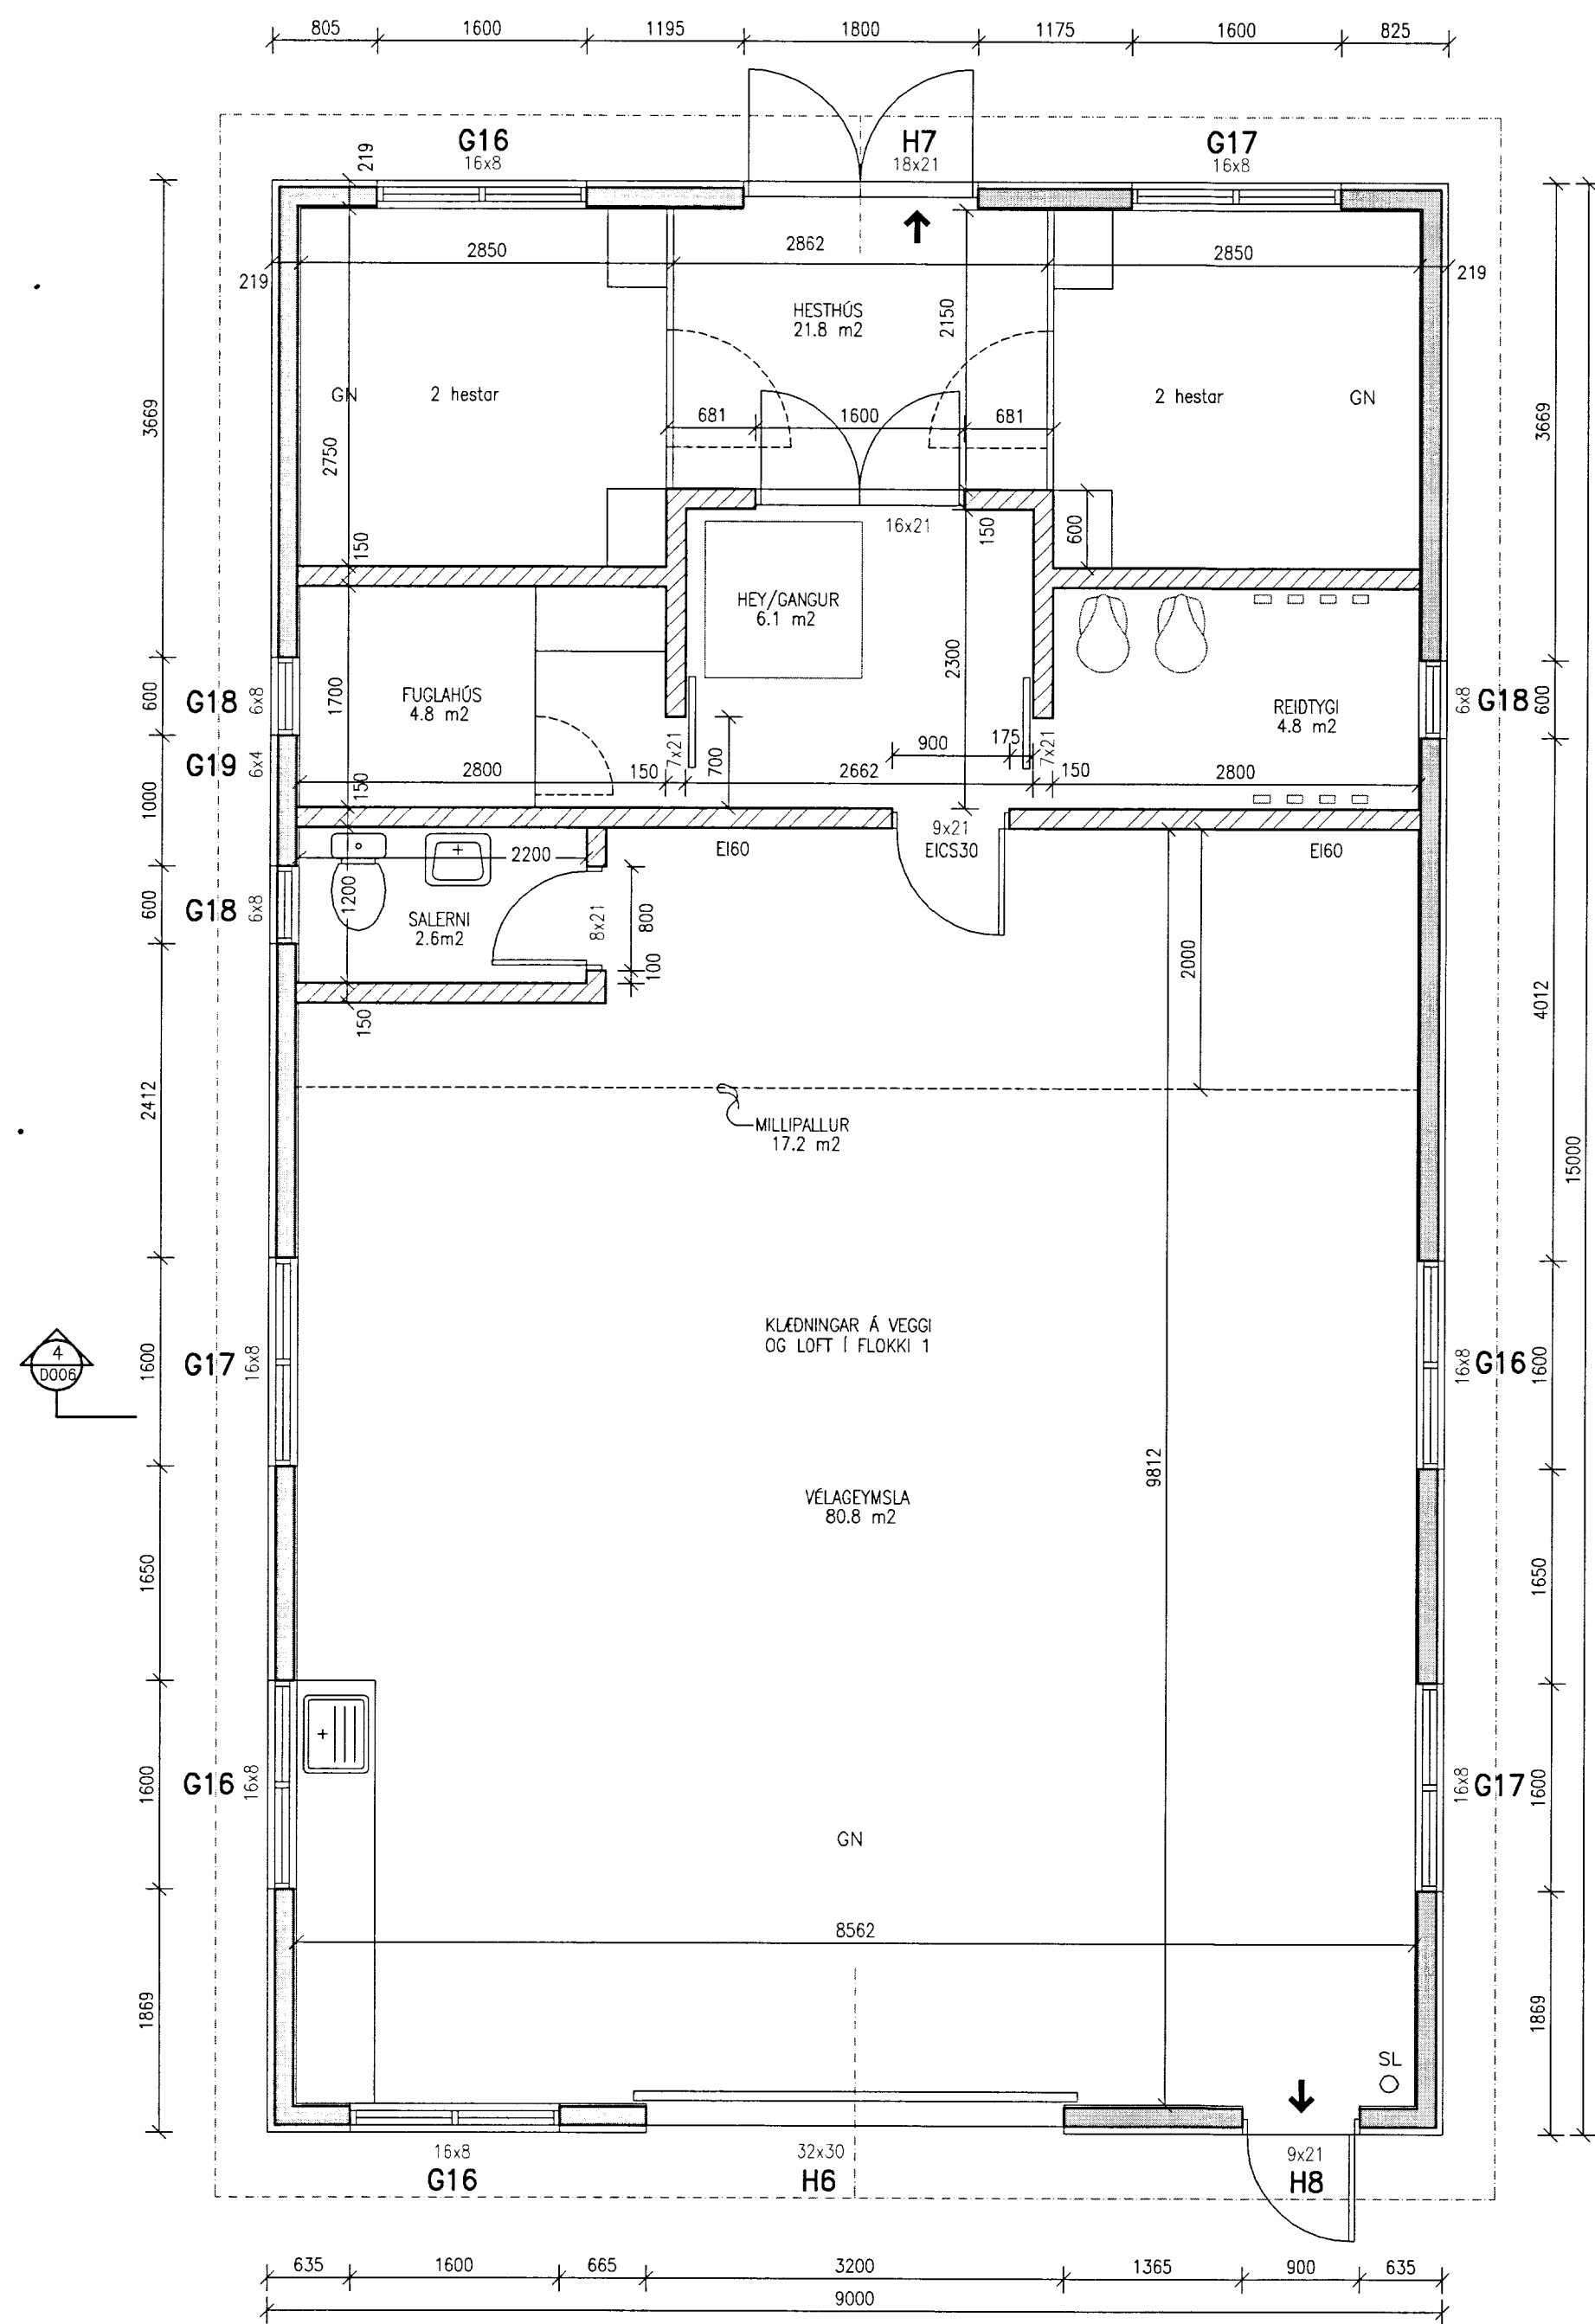 805 1600 1195 1800 1175 1600 825
G16 H7 G17
16x8 18x21 16x8
219
2850 2862 2850
219 219
HESTHÚS
21.8 m2
2150
GN 2 hestar
2 hestar GN
681 1600 681
3669
2750
3669
16x21
150
150
600
HEY/GANGUR
6.1 m2
2300
FUGLAHÚS
4.8 m2
1700
REIDTYGI
4.8 m2
600
G18 6x8
6x8 G18 600
G19 6x4
7x21
700
900 175
7x21
2800 150 2662 150 2800
150
1000
9x21
EICS30
EI60
EI60
2200
1200
600
G18 6x8
SALERNI
2.6m2
8x21
800
100
150
2000
4012
2412
MILLIPALLUR
17.2 m2
15000
KLÆDNINGAR Á VEGGI
OG LOFT Í FLOKKI 1
4
D006
1600
G17 16x8
16x8 G16 1600
9812
VÉLAGEYMSLA
80.8 m2
1650
1650
1600
G16 16x8
16x8 G17 1600
GN
8562
1869
1869
SL
16x8 32x30 9x21
G16 H6 H8
635 1600 665 3200 1365 900 635
9000